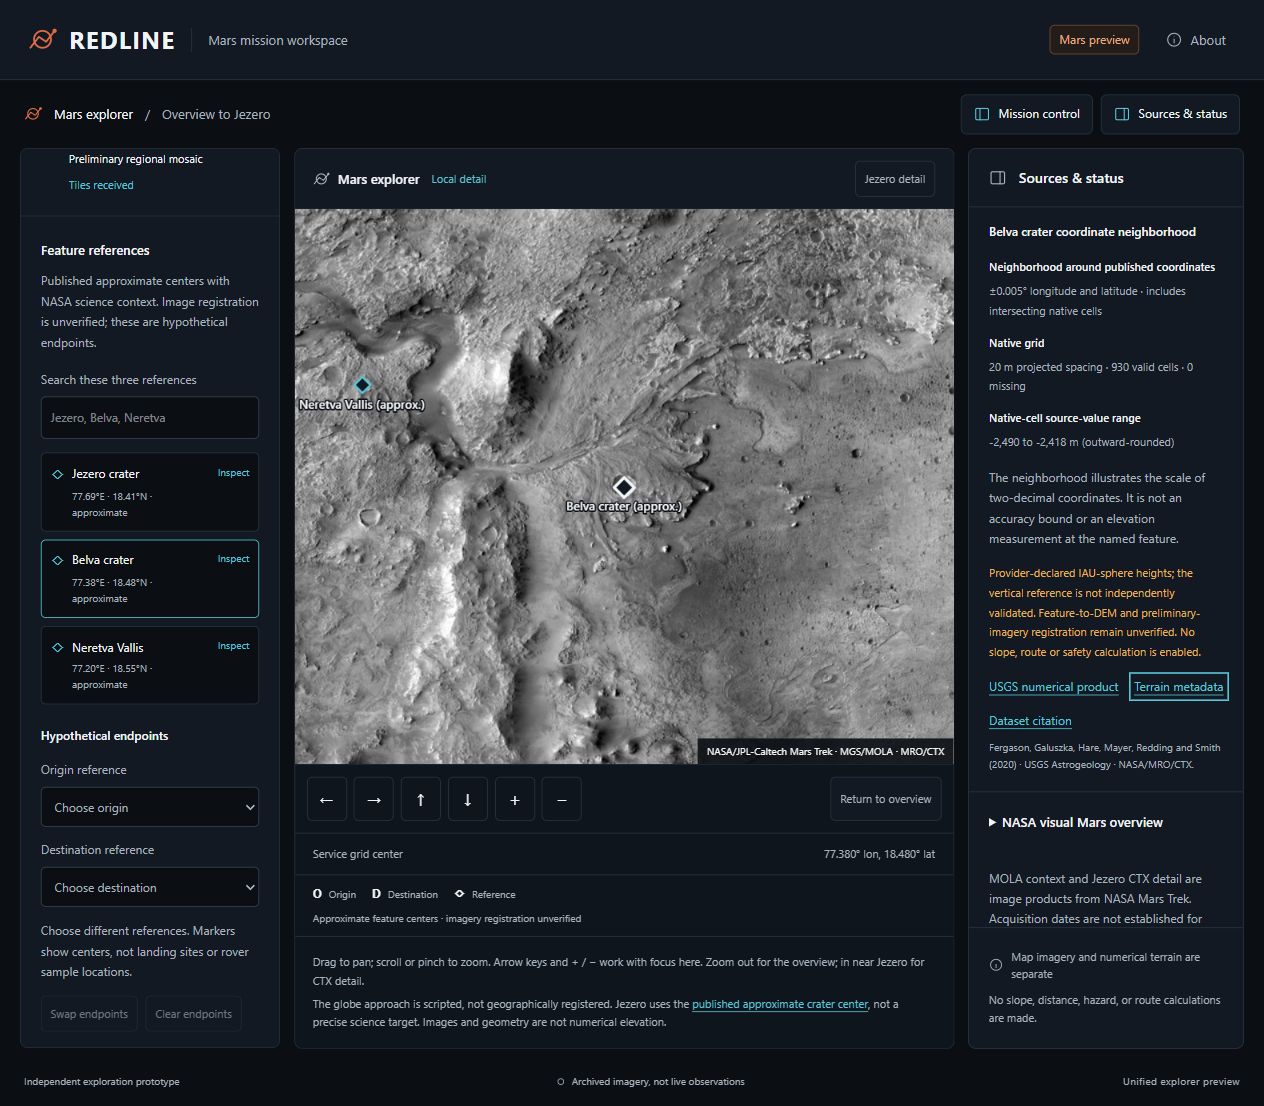 REDLINE
Mars mission workspace
Mars preview
About
Mars explorer / Overview to Jezero
Mission control
Sources & status
Preliminary regional mosaic
Tiles received
Feature references
Published approximate centers with
NASA science context. Image registration
is unverified; these are hypothetical
endpoints.
Search these three references
Jezero, Belva, Neretva
Jezero crater
Inspect
77.69°E · 18.41°N ·
approximate
Belva crater
Inspect
77.38°E · 18.48°N ·
approximate
Neretva Vallis
Inspect
77.20°E · 18.55°N ·
approximate
Hypothetical endpoints
Origin reference
Choose origin
Destination reference
Choose destination
Choose different references. Markers
show centers, not landing sites or rover
sample locations.
Swap endpoints
Clear endpoints
Mars explorer
Local detail
Jezero detail
Neretva Vallis (approx.)
Belva crater (approx.)
NASA/JPL-Caltech Mars Trek · MGS/MOLA · MRO/CTX
← → ↑ ↓ + −
Return to overview
Service grid center
77.380° lon, 18.480° lat
O Origin D Destination Reference
Approximate feature centers · imagery registration unverified
Drag to pan; scroll or pinch to zoom. Arrow keys and + / − work with focus here. Zoom out for the overview; in near Jezero for
CTX detail.
The globe approach is scripted, not geographically registered. Jezero uses the published approximate crater center, not a
precise science target. Images and geometry are not numerical elevation.
Sources & status
Belva crater coordinate neighborhood
Neighborhood around published coordinates
±0.005° longitude and latitude · includes
intersecting native cells
Native grid
20 m projected spacing · 930 valid cells · 0
missing
Native-cell source-value range
-2,490 to -2,418 m (outward-rounded)
The neighborhood illustrates the scale of
two-decimal coordinates. It is not an
accuracy bound or an elevation
measurement at the named feature.
Provider-declared IAU-sphere heights; the
vertical reference is not independently
validated. Feature-to-DEM and preliminary-
imagery registration remain unverified. No
slope, route or safety calculation is enabled.
USGS numerical product
Terrain metadata
Dataset citation
Fergason, Galuszka, Hare, Mayer, Redding and Smith
(2020) · USGS Astrogeology · NASA/MRO/CTX.
NASA visual Mars overview
MOLA context and Jezero CTX detail are
image products from NASA Mars Trek.
Acquisition dates are not established for
Map imagery and numerical terrain are
separate
No slope, distance, hazard, or route calculations
are made.
Independent exploration prototype
Archived imagery, not live observations
Unified explorer preview